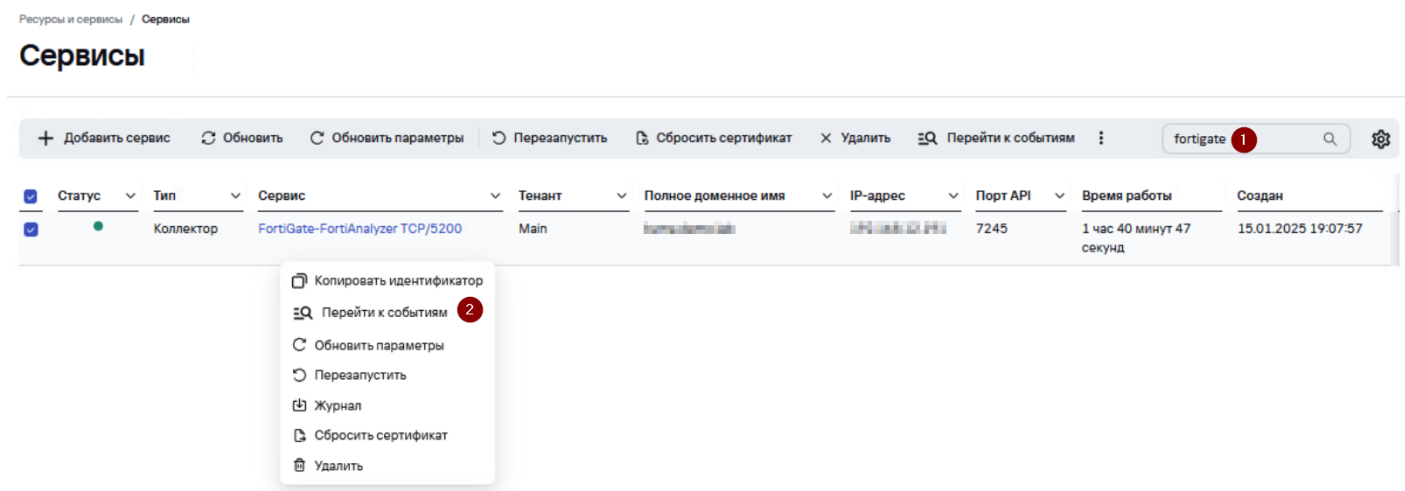 Ресурсы и сервисы / Сервисы
Сервисы
Добавить сервис Обновить Обновить параметры Перезапустить Сбросить сертификат Удалить Перейти к событиям fortigate 1
Статус Тип Сервис Тенант Полное доменное имя IP-адрес Порт API Время работы Создан
Коллектор FortiGate-FortiAnalyzer TCP/5200 Main 7245 1 час 40 минут 47 15.01.2025 19:07:57
секунд
Копировать идентификатор
Перейти к событиям 2
Обновить параметры
Перезапустить
Журнал
Сбросить сертификат
Удалить